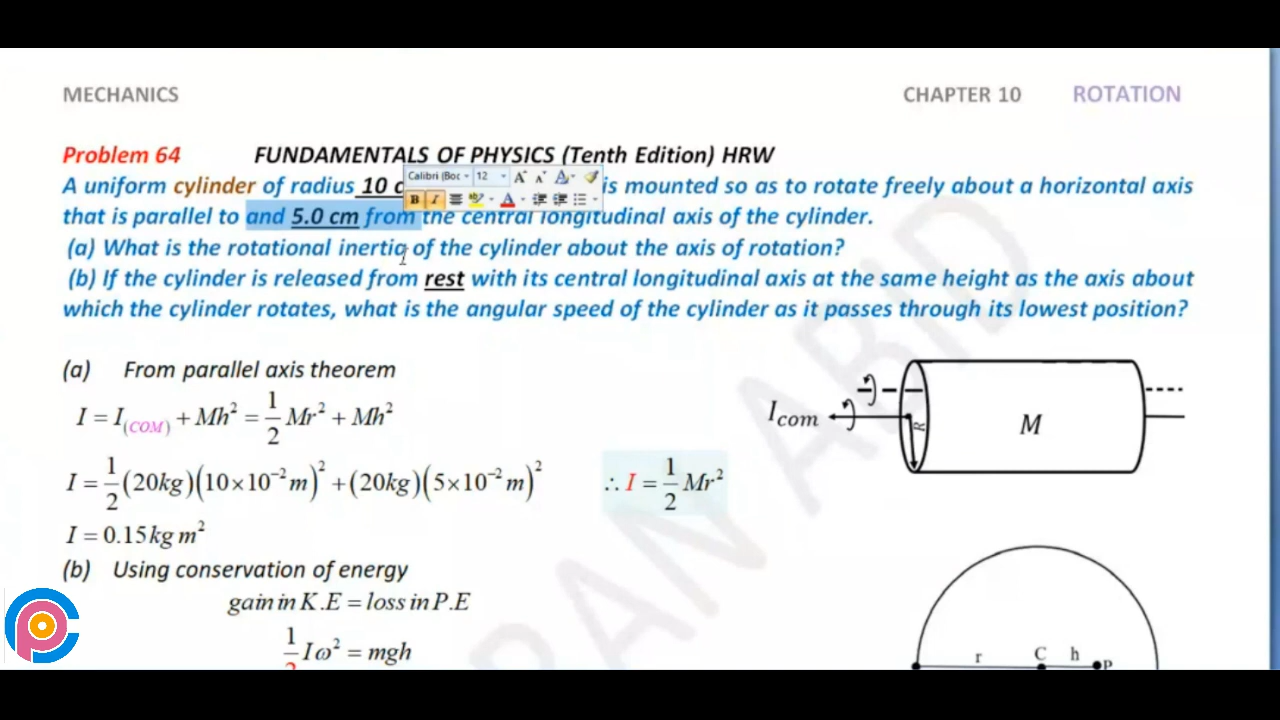 MECHANICS CHAPTER 10 ROTATION
Problem 64 FUNDAMENTALS OF PHYSICS (Tenth Edition) HRW
A uniform cylinder of radius 10 c is mounted so as to rotate freely about a horizontal axis
Calibri (Boc 12
B I
that is parallel to and 5.0 cm from the central longitudinal axis of the cylinder.
(a) What is the rotational inertia of the cylinder about the axis of rotation?
(b) If the cylinder is released from rest with its central longitudinal axis at the same height as the axis about
which the cylinder rotates, what is the angular speed of the cylinder as it passes through its lowest position?
(a) From parallel axis theorem
I = I(COM) + Mh² = 1/2 Mr² + Mh²
I = 1/2 (20kg)(10×10⁻²m)² + (20kg)(5×10⁻²m)² ∴ I = 1/2 Mr²
I = 0.15kg m²
(b) Using conservation of energy
gain in K.E = loss in P.E
1/2 Iω² = mgh
Icom R M
r C h P
PAN ABID